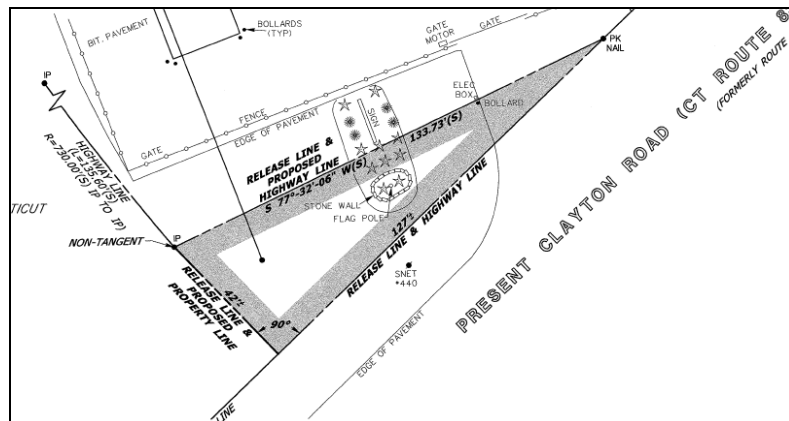 BOLLARDS
(TYP)
BIT. PAVEMENT
GATE
MOTOR
GATE
PK
NAIL
IP
ELEC
BOX
BOLLARD
SIGN
FENCE
EDGE OF PAVEMENT
GATE
133.73'(S)
RELEASE LINE &
PROPOSED
HIGHWAY LINE
S 77°-32'-06" W(S)
HIGHWAY LINE
(L=135.60'(S)
R=730.00'(S) IP TO IP)
TICUT
STONE WALL
FLAG POLE
IP
NON-TANGENT
127'±
RELEASE LINE & HIGHWAY LINE
SNET
*440
42'±
RELEASE LINE &
PROPOSED
PROPERTY LINE
90°
EDGE OF PAVEMENT
LINE
PRESENT CLAYTON ROAD (CT ROUTE 8
(FORMERLY ROUTE